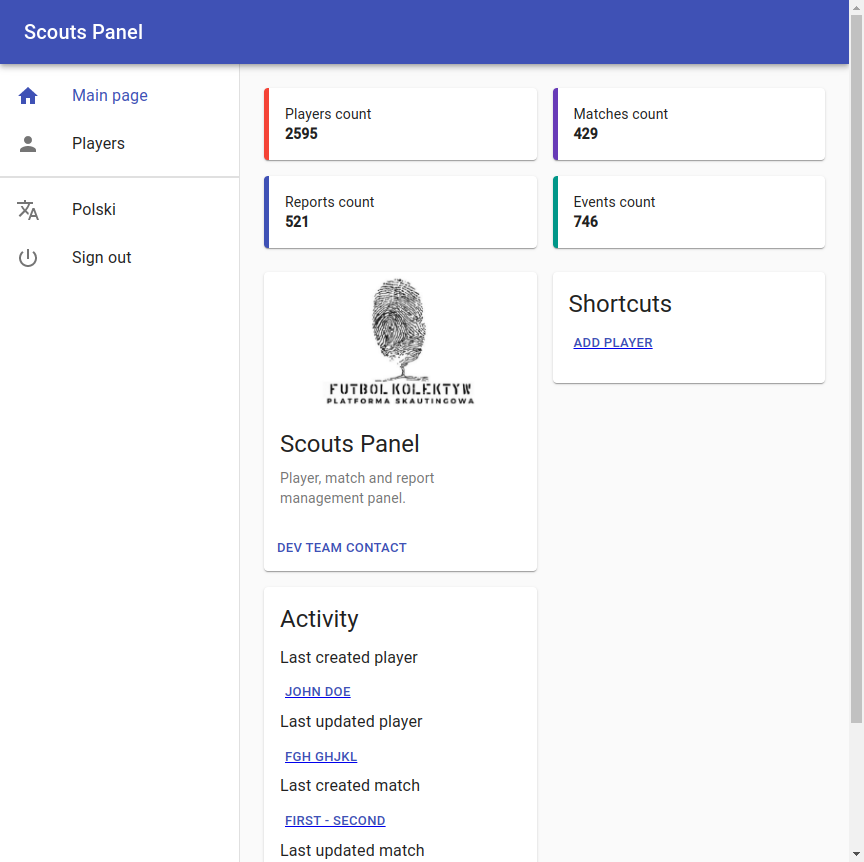 Scouts Panel
Main page
Players
Polski
Sign out
Players count
2595
Matches count
429
Reports count
521
Events count
746
FUTBOL KOLEKTYW
PLATFORMA SKAUTINGOWA
Scouts Panel
Player, match and report
management panel.
DEV TEAM CONTACT
Shortcuts
ADD PLAYER
Activity
Last created player
JOHN DOE
Last updated player
FGH GHJKL
Last created match
FIRST - SECOND
Last updated match